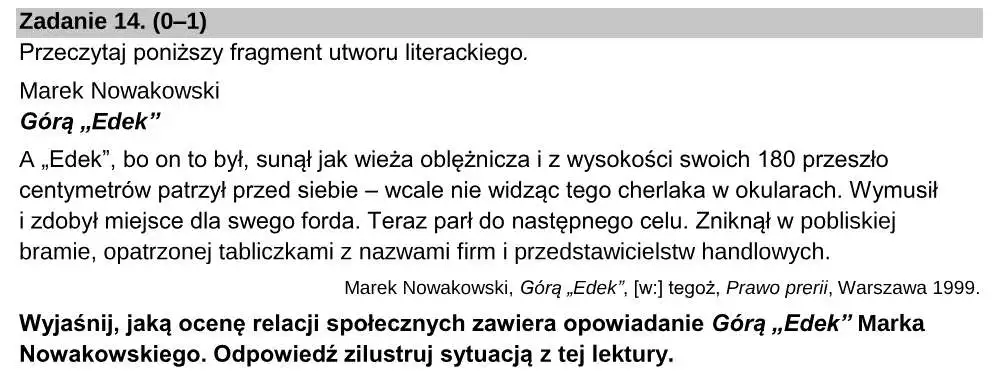 Zadanie 14. (0–1)
Przeczytaj poniższy fragment utworu literackiego.
Marek Nowakowski
Górą „Edek”
A „Edek”, bo on to był, sunął jak wieża oblężnicza i z wysokości swoich 180 przeszło
centymetrów patrzył przed siebie – wcale nie widząc tego cherlaka w okularach. Wymusił
i zdobył miejsce dla swego forda. Teraz parł do następnego celu. Zniknął w pobliskiej
bramie, opatrzonej tabliczkami z nazwami firm i przedstawicielstw handlowych.
Marek Nowakowski, Górą „Edek”, [w:] tegoż, Prawo prerii, Warszawa 1999.
Wyjaśnij, jaką ocenę relacji społecznych zawiera opowiadanie Górą „Edek” Marka
Nowakowskiego. Odpowiedź zilustruj sytuacją z tej lektury.